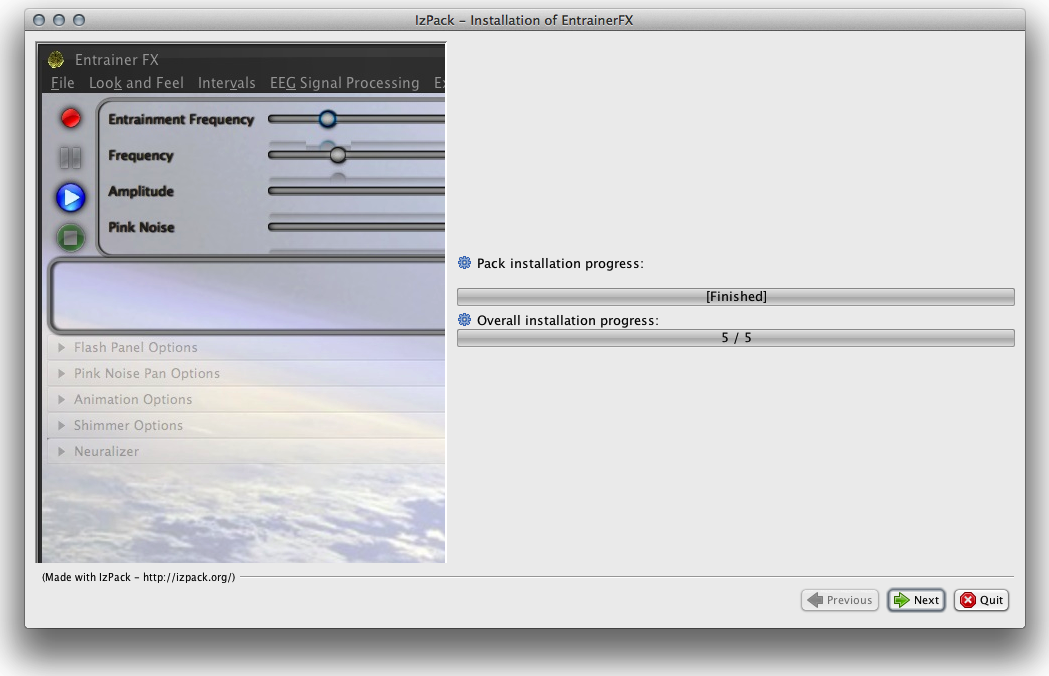 IzPack - Installation of EntrainerFX
Entrainer FX
File Look and Feel Intervals EEG Signal Processing
Entrainment Frequency
Frequency
Amplitude
Pink Noise
Flash Panel Options
Pink Noise Pan Options
Animation Options
Shimmer Options
Neuralizer
Pack installation progress:
[Finished]
Overall installation progress:
5 / 5
(Made with IzPack - http://izpack.org/)
Previous Next Quit